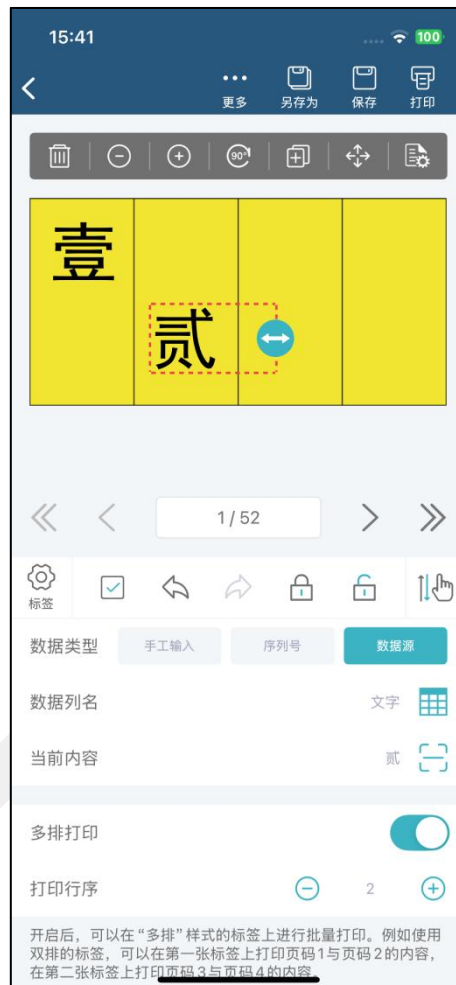 15:41
100
更多 另存为 保存 打印
90°
壹
贰
1 / 52
标签
数据类型 手工输入 序列号 数据源
数据列名 文字
当前内容 贰
多排打印
打印行序 2
开启后，可以在“多排”样式的标签上进行批量打印。例如使用
双排的标签，可以在第一张标签上打印页码1与页码2的内容，
在第二张标签上打印页码3与页码4的内容。